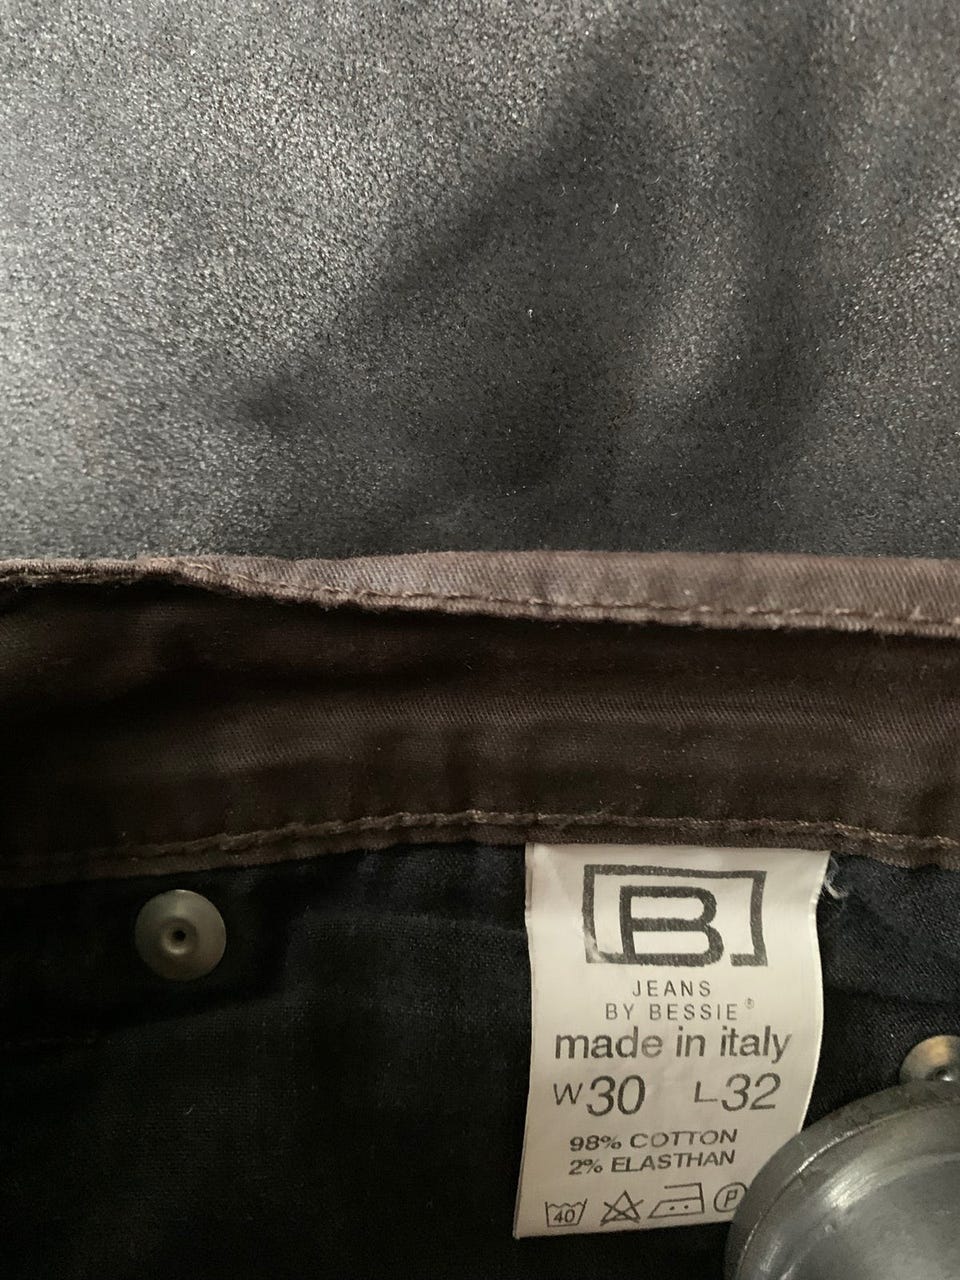 B
JEANS
BY BESSIE®
made in italy
W30 L32
98% COTTON
2% ELASTHAN
40 P